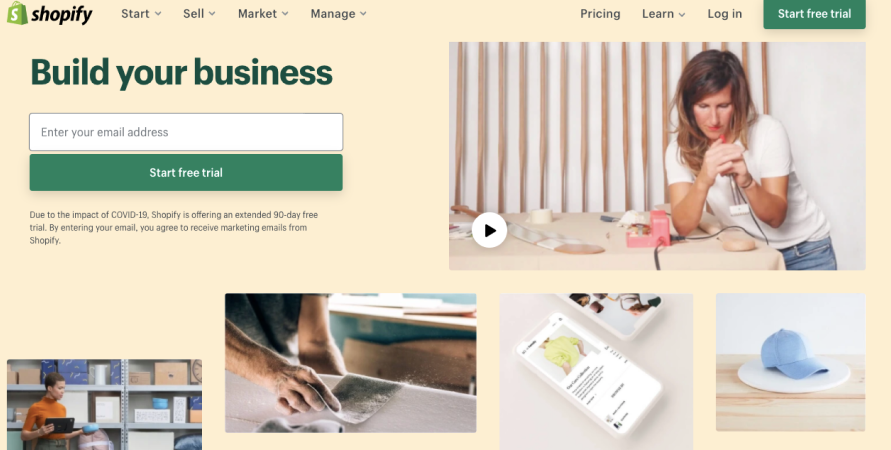 shopify
Start Sell Market Manage Pricing Learn Log in Start free trial
Build your business
Enter your email address
Start free trial
Due to the impact of COVID-19, Shopify is offering an extended 90-day free
trial. By entering your email, you agree to receive marketing emails from
Shopify.